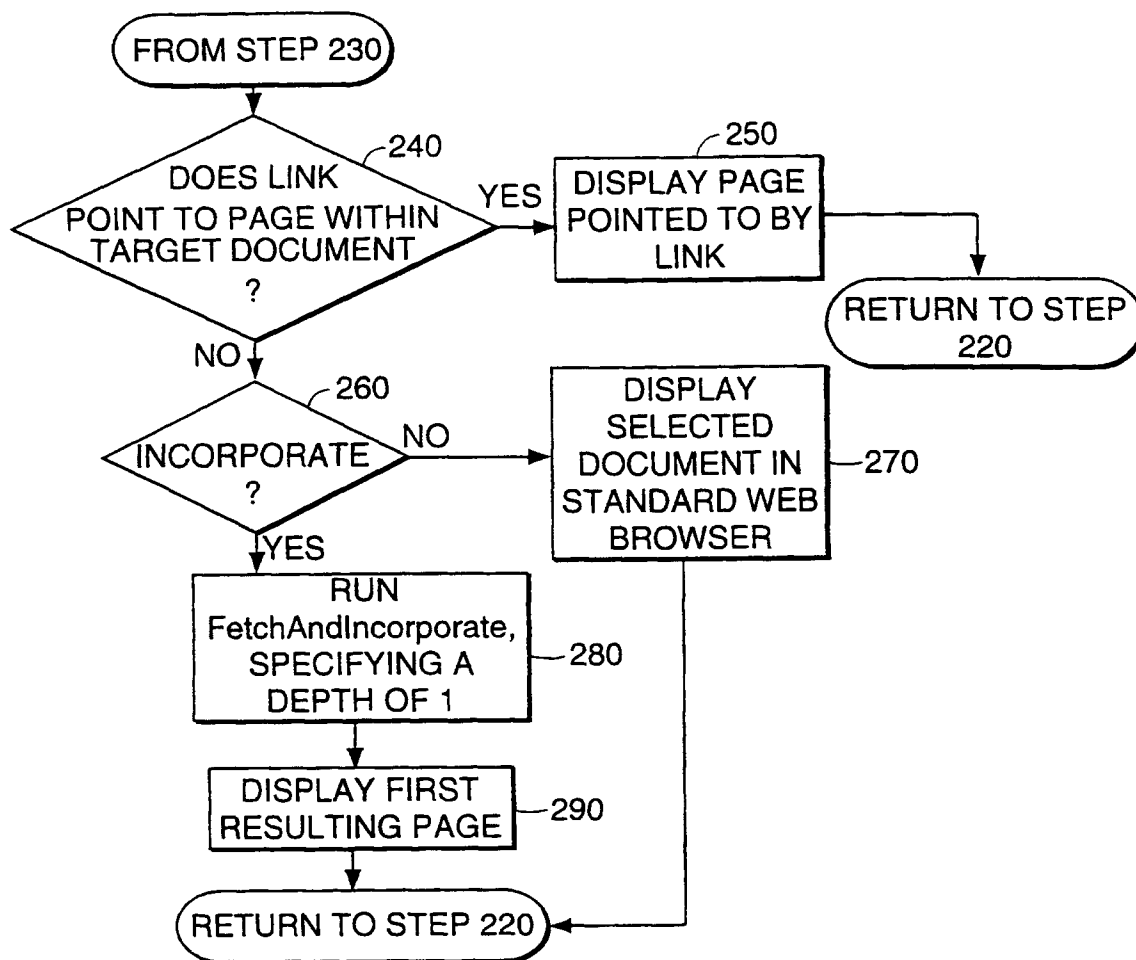 FROM STEP 230
240
DOES LINK
POINT TO PAGE WITHIN
TARGET DOCUMENT
?
YES
250
DISPLAY PAGE
POINTED TO BY
LINK
RETURN TO STEP
220
NO
260
INCORPORATE
?
NO
DISPLAY
SELECTED
DOCUMENT IN
STANDARD WEB
BROWSER
270
YES
RUN
FetchAndIncorporate,
SPECIFYING A
DEPTH OF 1
280
DISPLAY FIRST
RESULTING PAGE
290
RETURN TO STEP 220